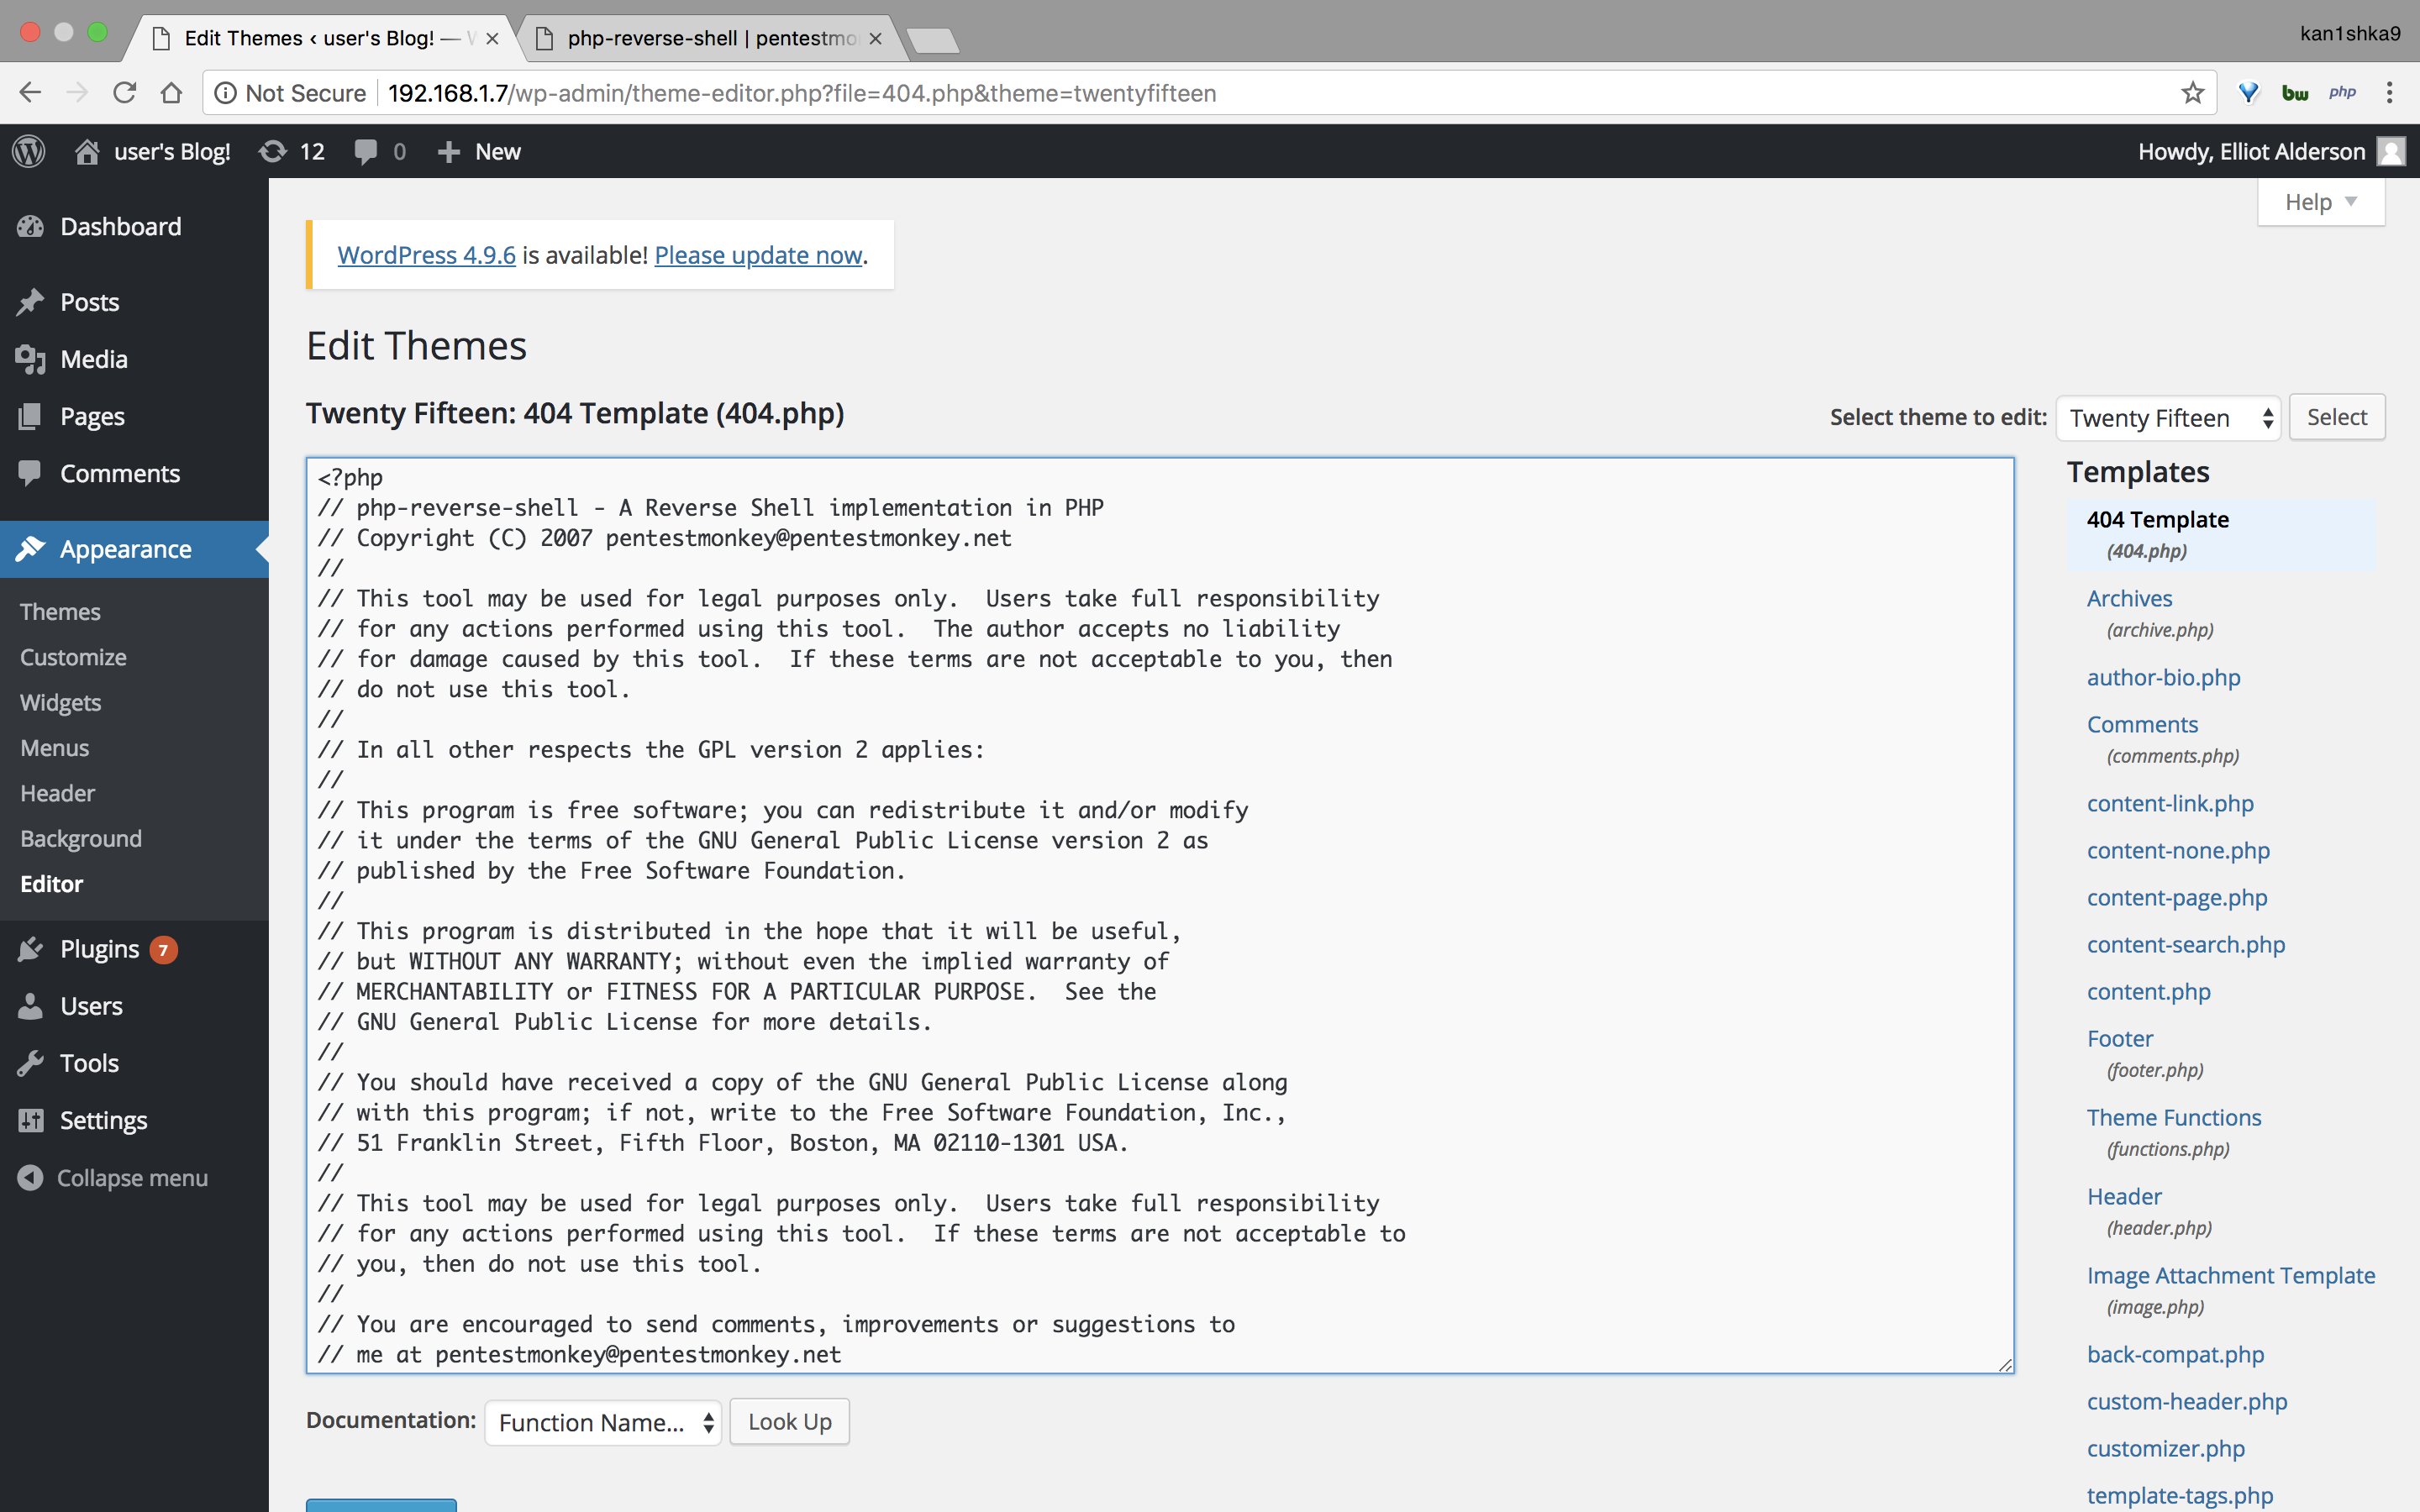 Edit Themes ‹ user's Blog! —
php-reverse-shell | pentestmo
kan1shka9
Not Secure
192.168.1.7/wp-admin/theme-editor.php?file=404.php&theme=twentyfifteen
bw
php
user's Blog!
12
0
New
Howdy, Elliot Alderson
Help
Dashboard
Posts
Media
Pages
Comments
Appearance
Themes
Customize
Widgets
Menus
Header
Background
Editor
Plugins 7
Users
Tools
Settings
Collapse menu
WordPress 4.9.6 is available! Please update now.
Edit Themes
Twenty Fifteen: 404 Template (404.php)
Select theme to edit: Twenty Fifteen Select
<?php
// php-reverse-shell - A Reverse Shell implementation in PHP
// Copyright (C) 2007 pentestmonkey@pentestmonkey.net
//
// This tool may be used for legal purposes only.  Users take full responsibility
// for any actions performed using this tool.  The author accepts no liability
// for damage caused by this tool.  If these terms are not acceptable to you, then
// do not use this tool.
//
// In all other respects the GPL version 2 applies:
//
// This program is free software; you can redistribute it and/or modify
// it under the terms of the GNU General Public License version 2 as
// published by the Free Software Foundation.
//
// This program is distributed in the hope that it will be useful,
// but WITHOUT ANY WARRANTY; without even the implied warranty of
// MERCHANTABILITY or FITNESS FOR A PARTICULAR PURPOSE.  See the
// GNU General Public License for more details.
//
// You should have received a copy of the GNU General Public License along
// with this program; if not, write to the Free Software Foundation, Inc.,
// 51 Franklin Street, Fifth Floor, Boston, MA 02110-1301 USA.
//
// This tool may be used for legal purposes only.  Users take full responsibility
// for any actions performed using this tool.  If these terms are not acceptable to
// you, then do not use this tool.
//
// You are encouraged to send comments, improvements or suggestions to
// me at pentestmonkey@pentestmonkey.net
Documentation: Function Name... Look Up
Templates
404 Template
(404.php)
Archives
(archive.php)
author-bio.php
Comments
(comments.php)
content-link.php
content-none.php
content-page.php
content-search.php
content.php
Footer
(footer.php)
Theme Functions
(functions.php)
Header
(header.php)
Image Attachment Template
(image.php)
back-compat.php
custom-header.php
customizer.php
template-tags.php